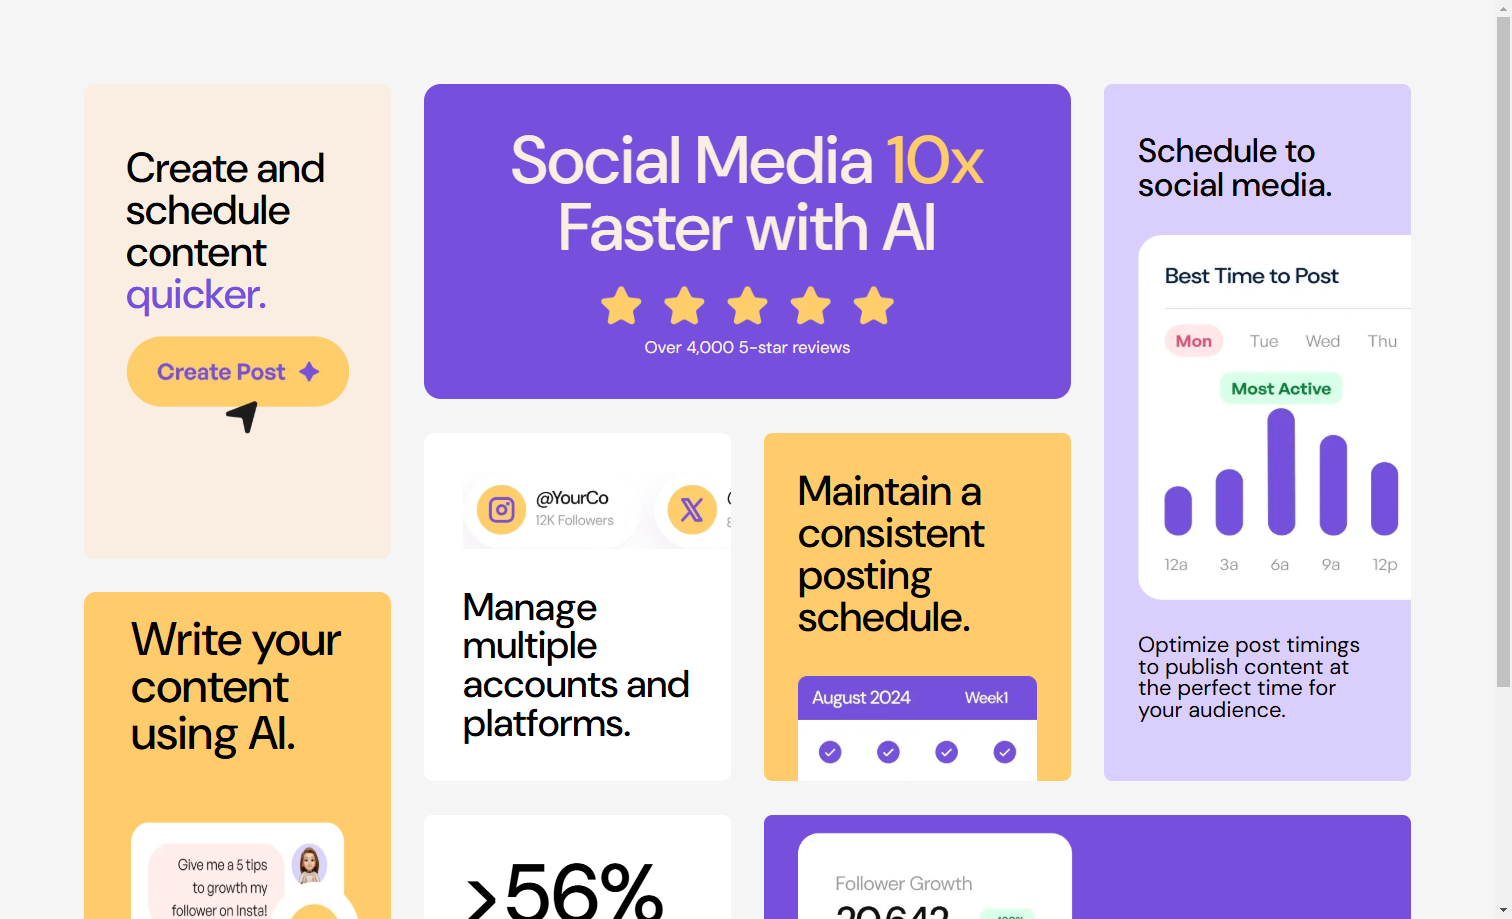 Create and
schedule
content
quicker.
Create Post
Social Media 10x
Faster with AI
Over 4,000 5-star reviews
Schedule to
social media.
Best Time to Post
Mon Tue Wed Thu
Most Active
12a 3a 6a 9a 12p
Optimize post timings
to publish content at
the perfect time for
your audience.
@YourCo
12K Followers
Manage
multiple
accounts and
platforms.
Maintain a
consistent
posting
schedule.
August 2024 Week1
Write your
content
using AI.
Give me a 5 tips
to growth my
follower on Insta!
>56%
Follower Growth